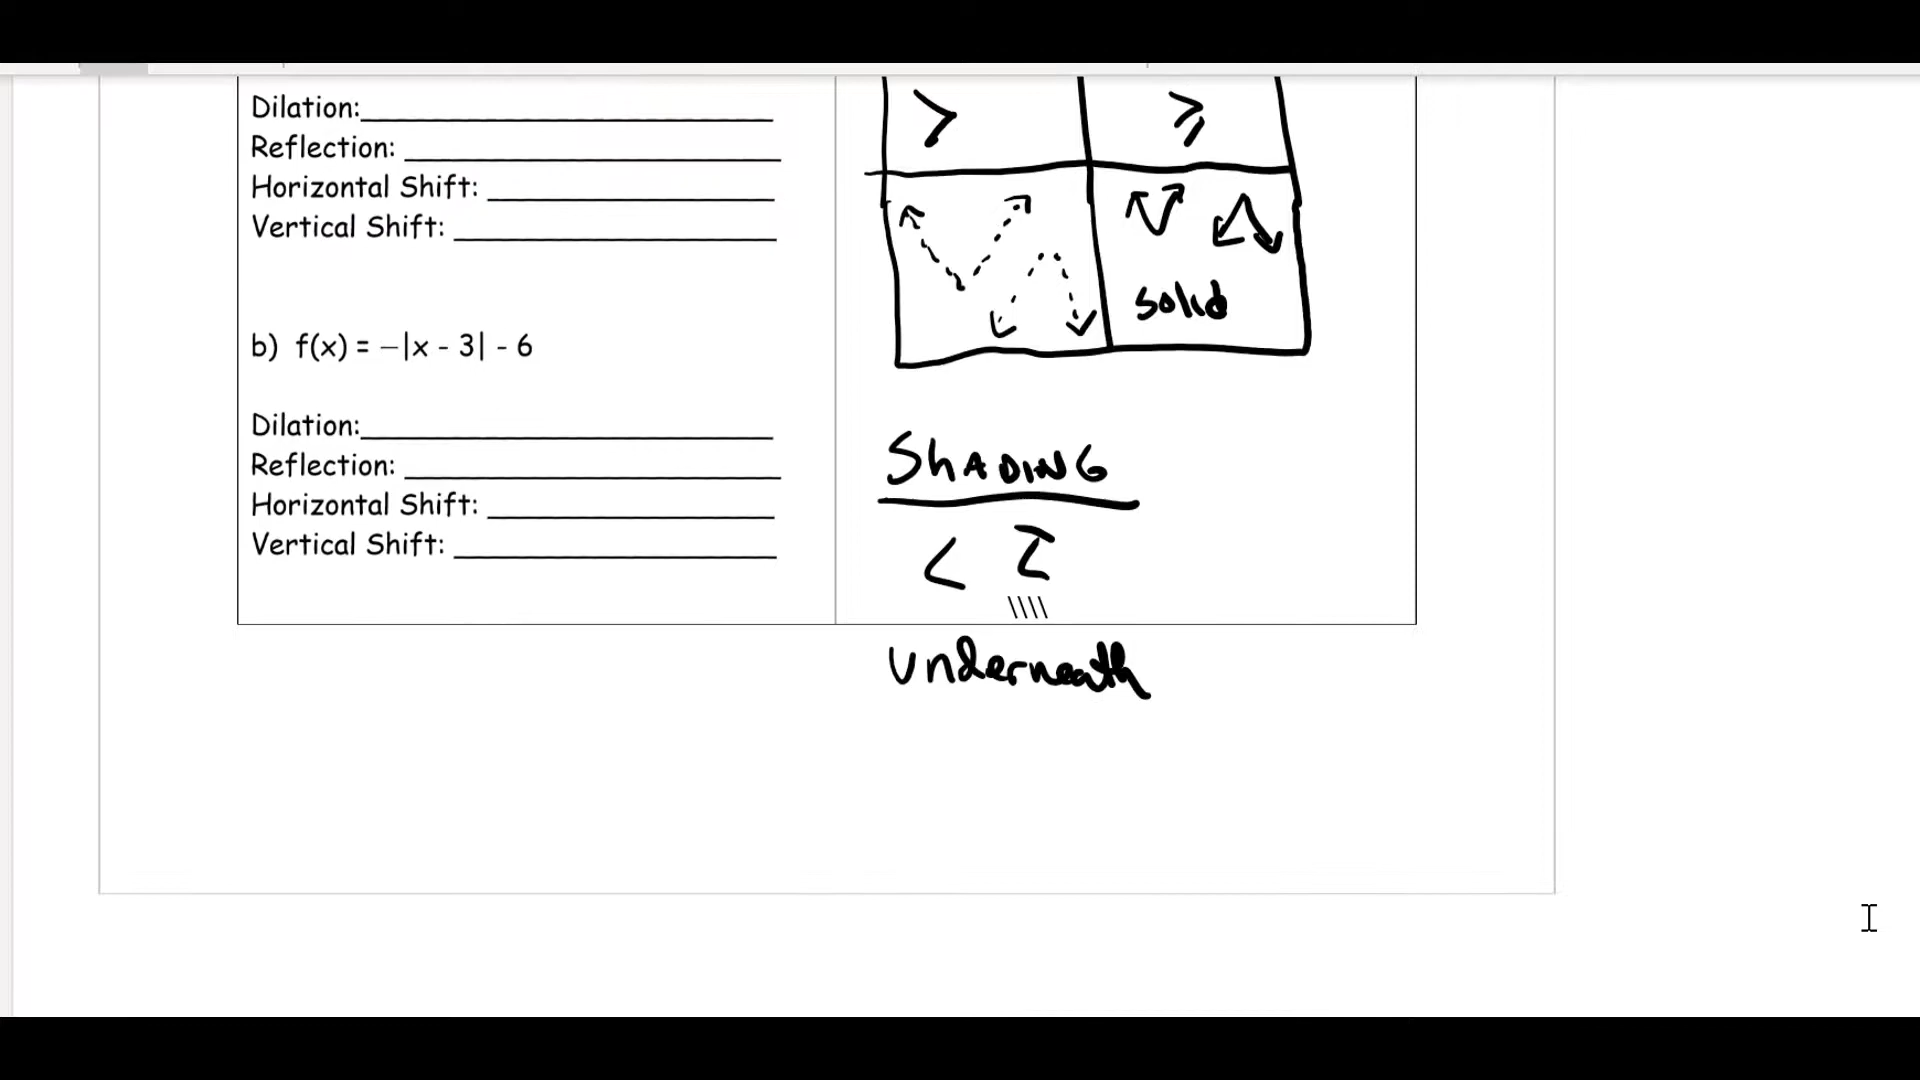 Dilation:
Reflection:
Horizontal Shift:
Vertical Shift:
b) f(x) = −|x - 3| - 6
Dilation:
Reflection:
Horizontal Shift:
Vertical Shift:
> ≥
solid
SHADING
< ≤
underneath